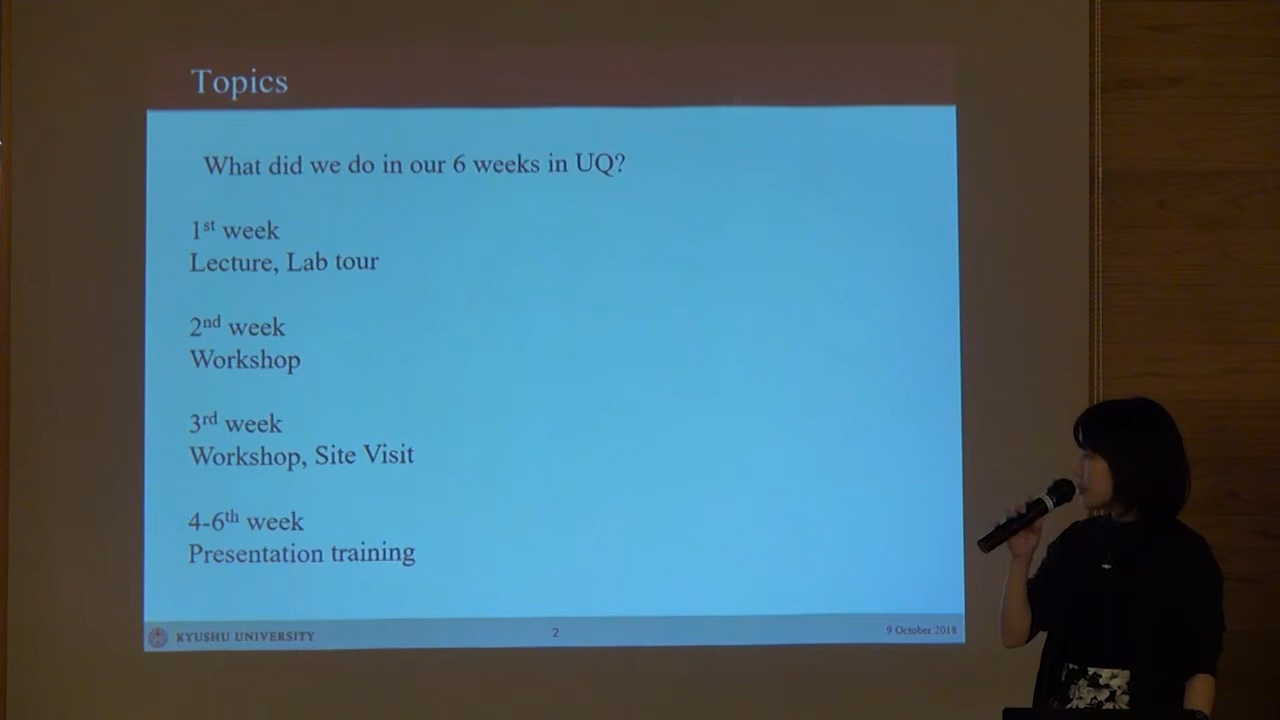 Topics
What did we do in our 6 weeks in UQ?
1st week
Lecture, Lab tour
2nd week
Workshop
3rd week
Workshop, Site Visit
4-6th week
Presentation training
KYUSHU UNIVERSITY
2
9 October 2018